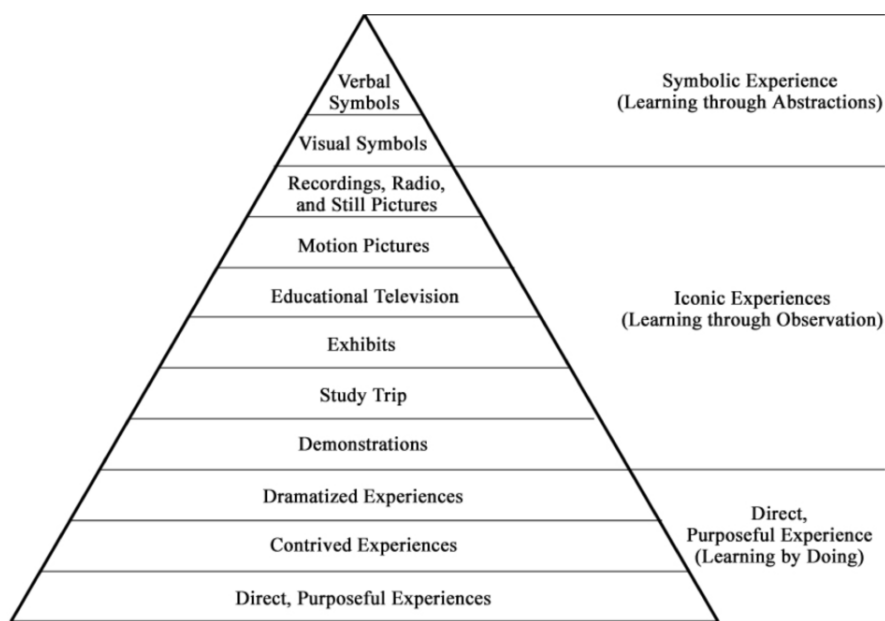 Verbal
Symbols
Visual Symbols
Recordings, Radio,
and Still Pictures
Motion Pictures
Educational Television
Exhibits
Study Trip
Demonstrations
Dramatized Experiences
Contrived Experiences
Direct, Purposeful Experiences
Symbolic Experience
(Learning through Abstractions)
Iconic Experiences
(Learning through Observation)
Direct,
Purposeful Experience
(Learning by Doing)